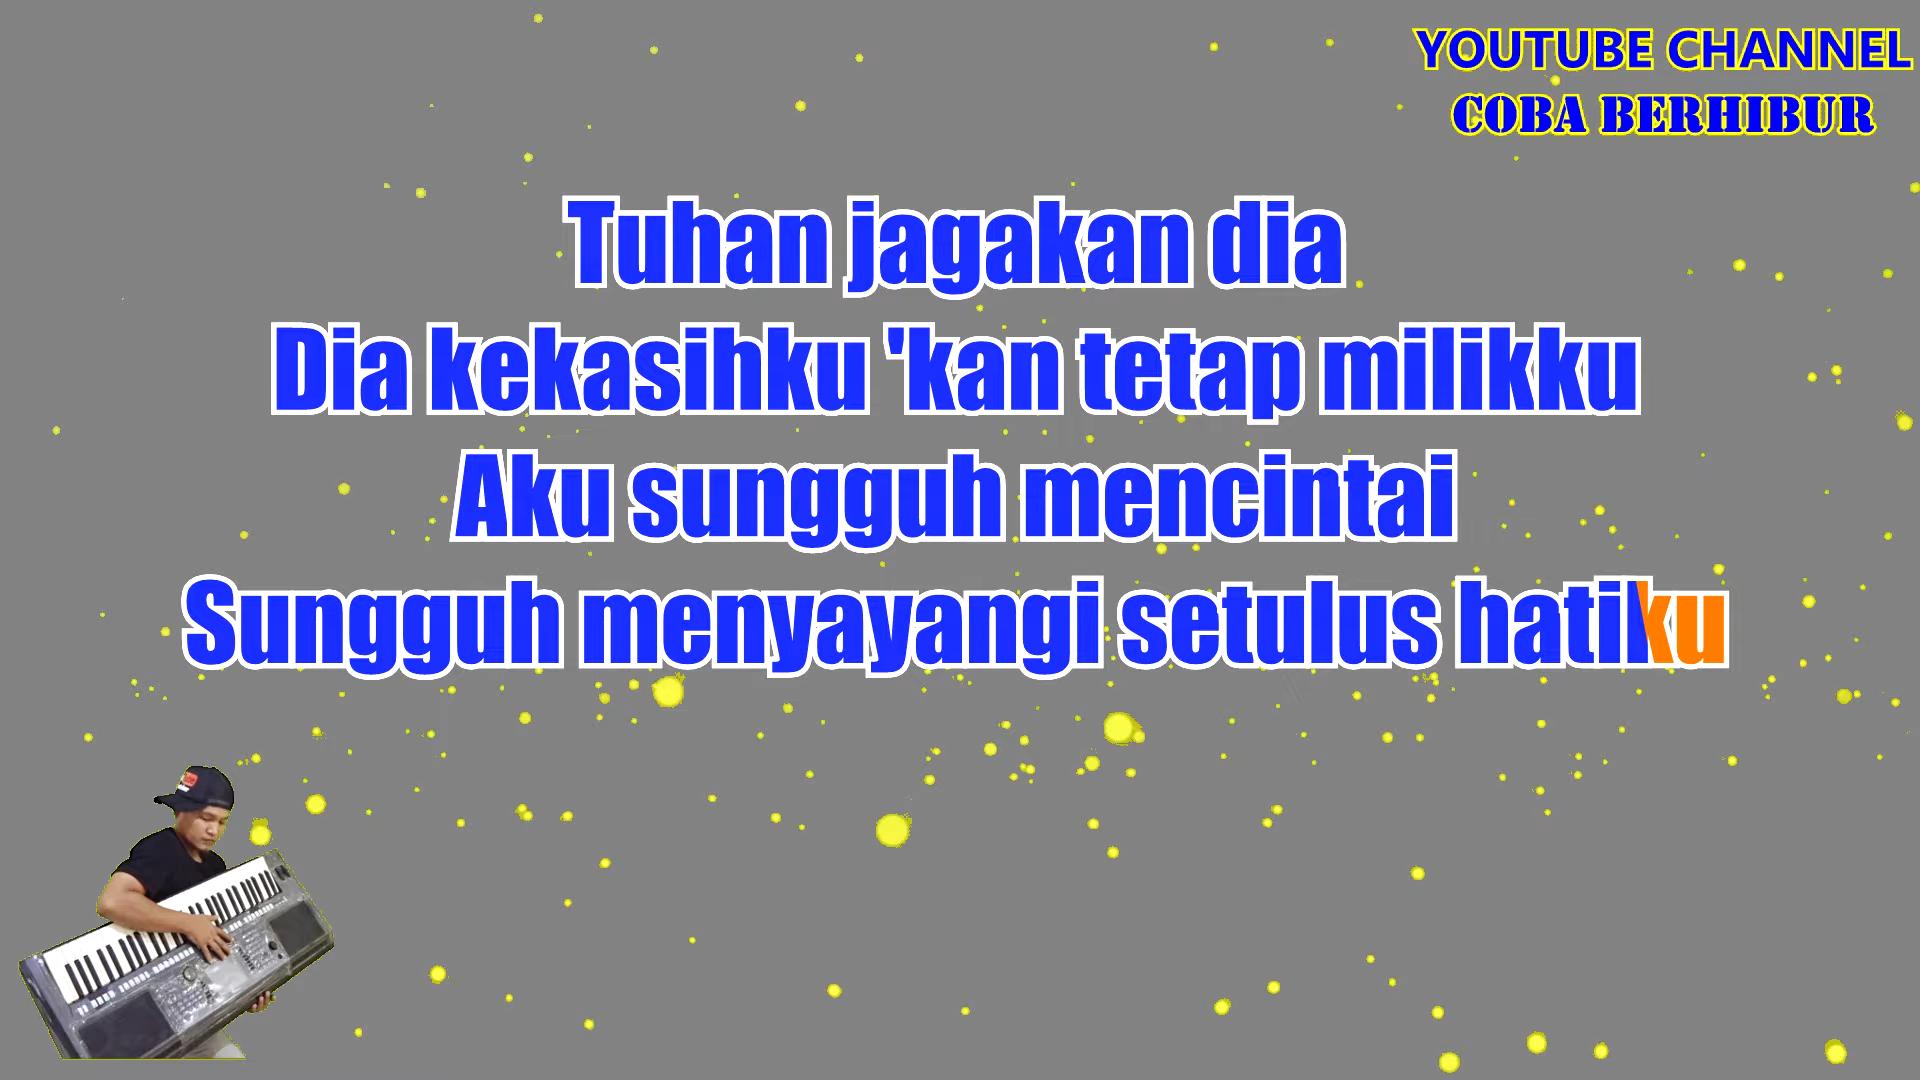 YOUTUBE CHANNEL
COBA BERHIBUR
Tuhan jagakan dia
Dia kekasihku 'kan tetap milikku
Aku sungguh mencintai
Sungguh menyayangi setulus hatiku